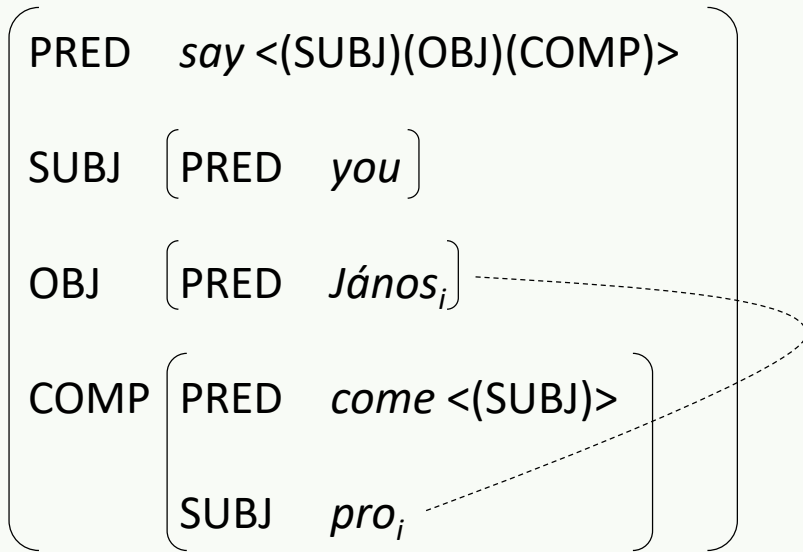 PRED say <(SUBJ)(OBJ)(COMP)>
SUBJ PRED you
OBJ PRED Jánosᵢ
COMP PRED come <(SUBJ)>
SUBJ proᵢ